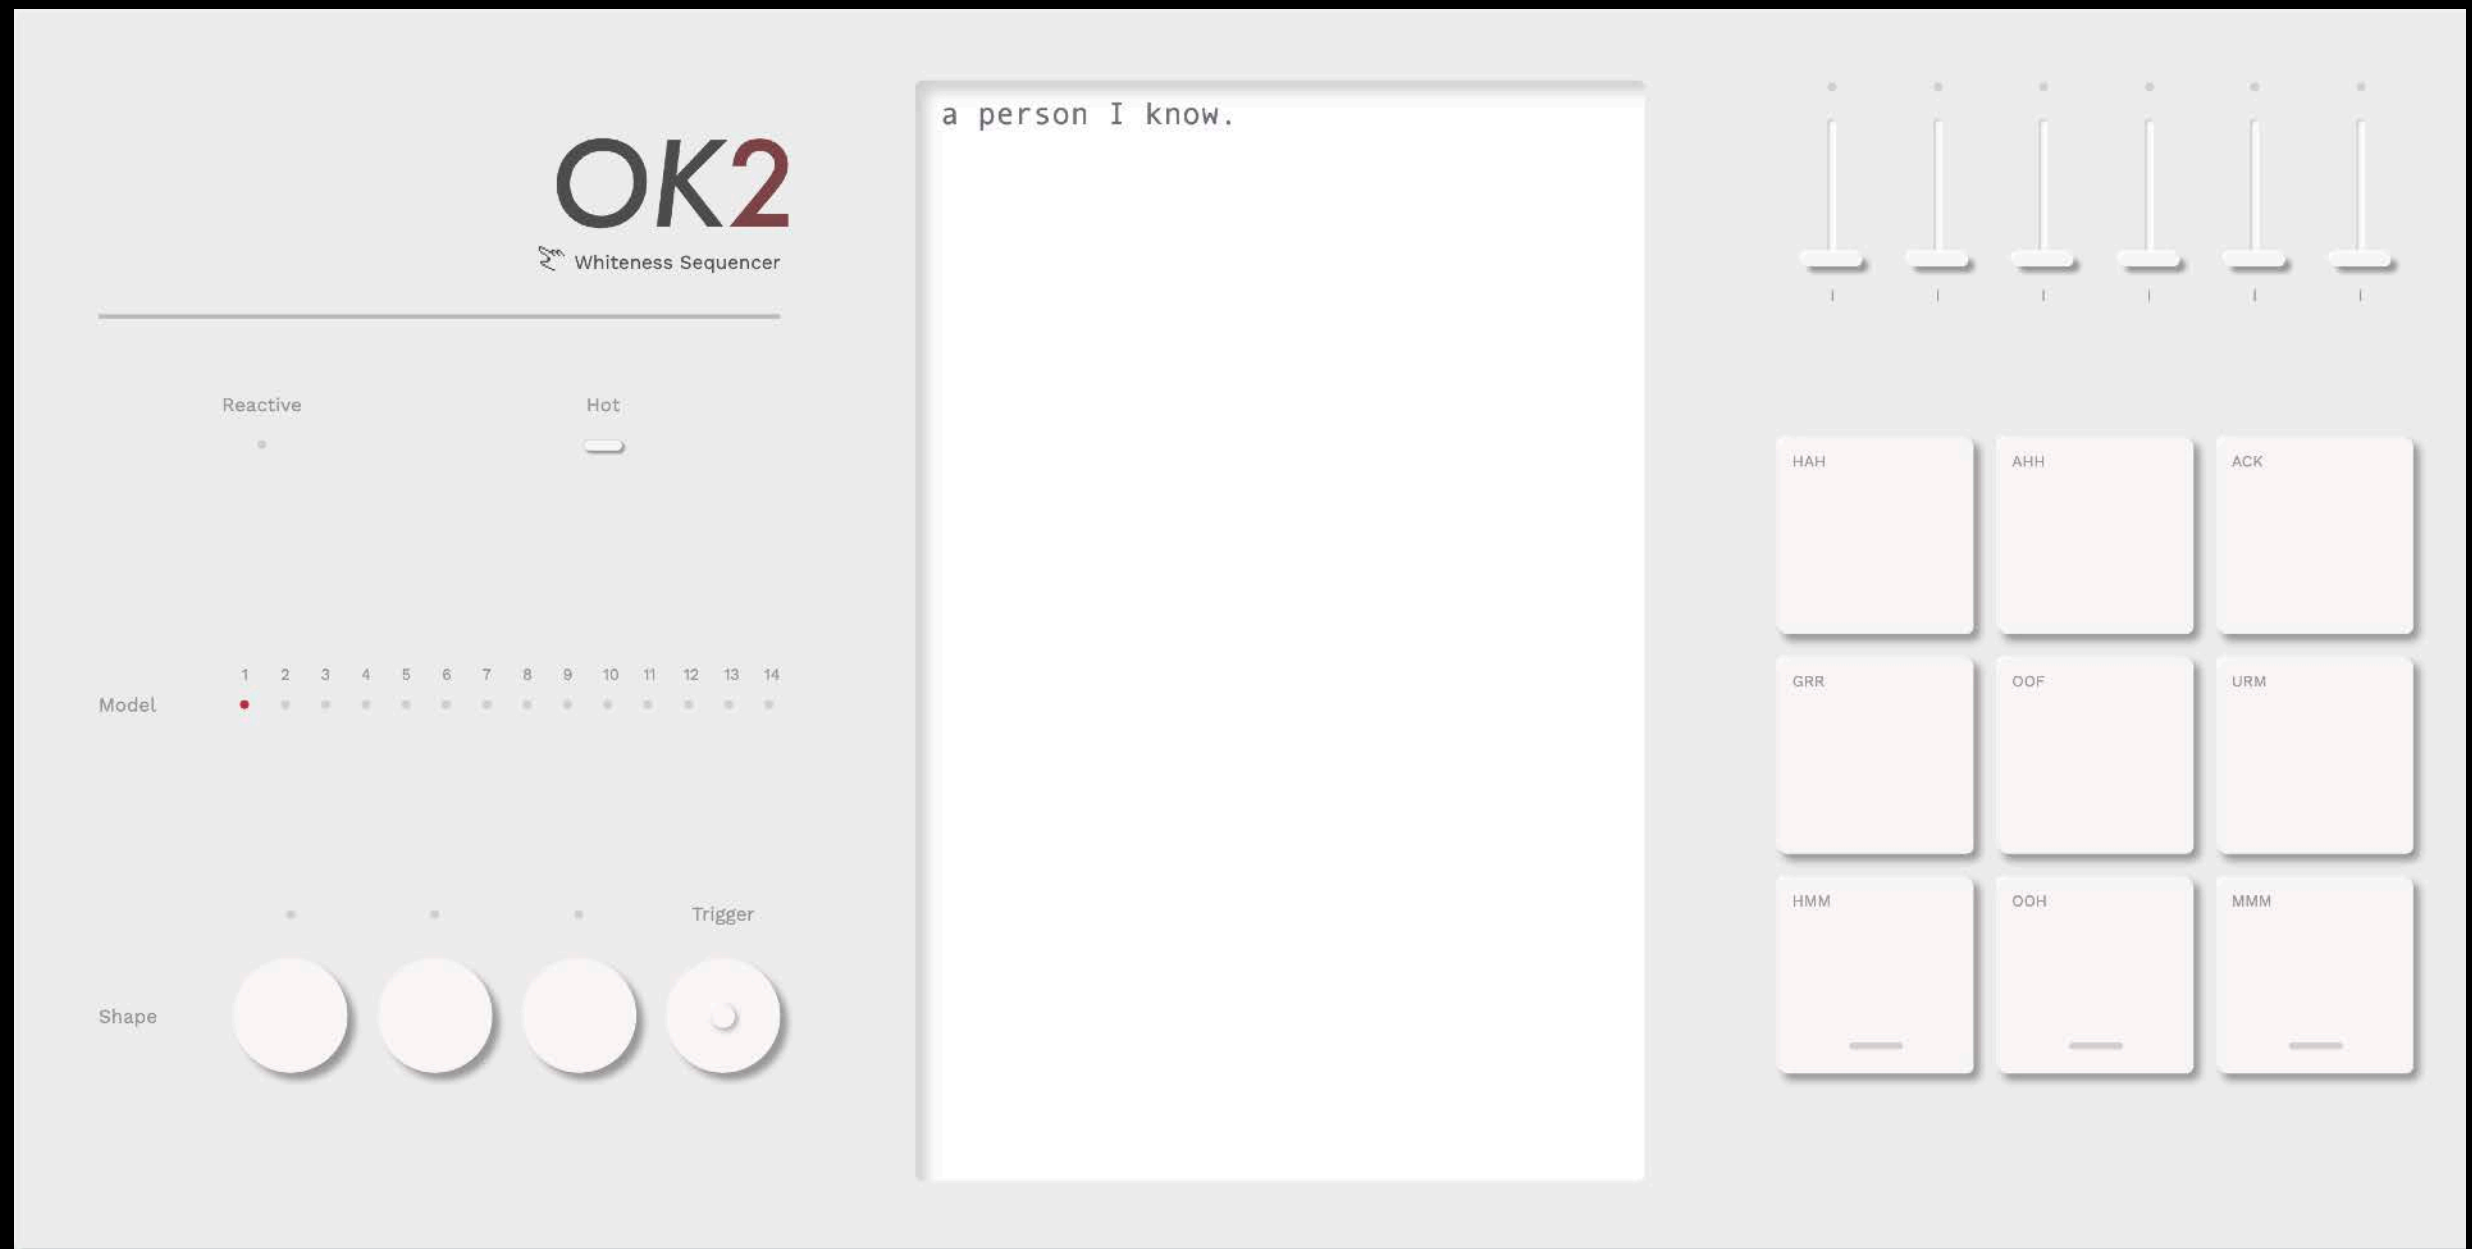 OK2
Whiteness Sequencer
Reactive
Hot
1 2 3 4 5 6 7 8 9 10 11 12 13 14
Model
Trigger
Shape
a person I know.
HAH
AHH
ACK
GRR
OOF
URM
HMM
OOH
MMM